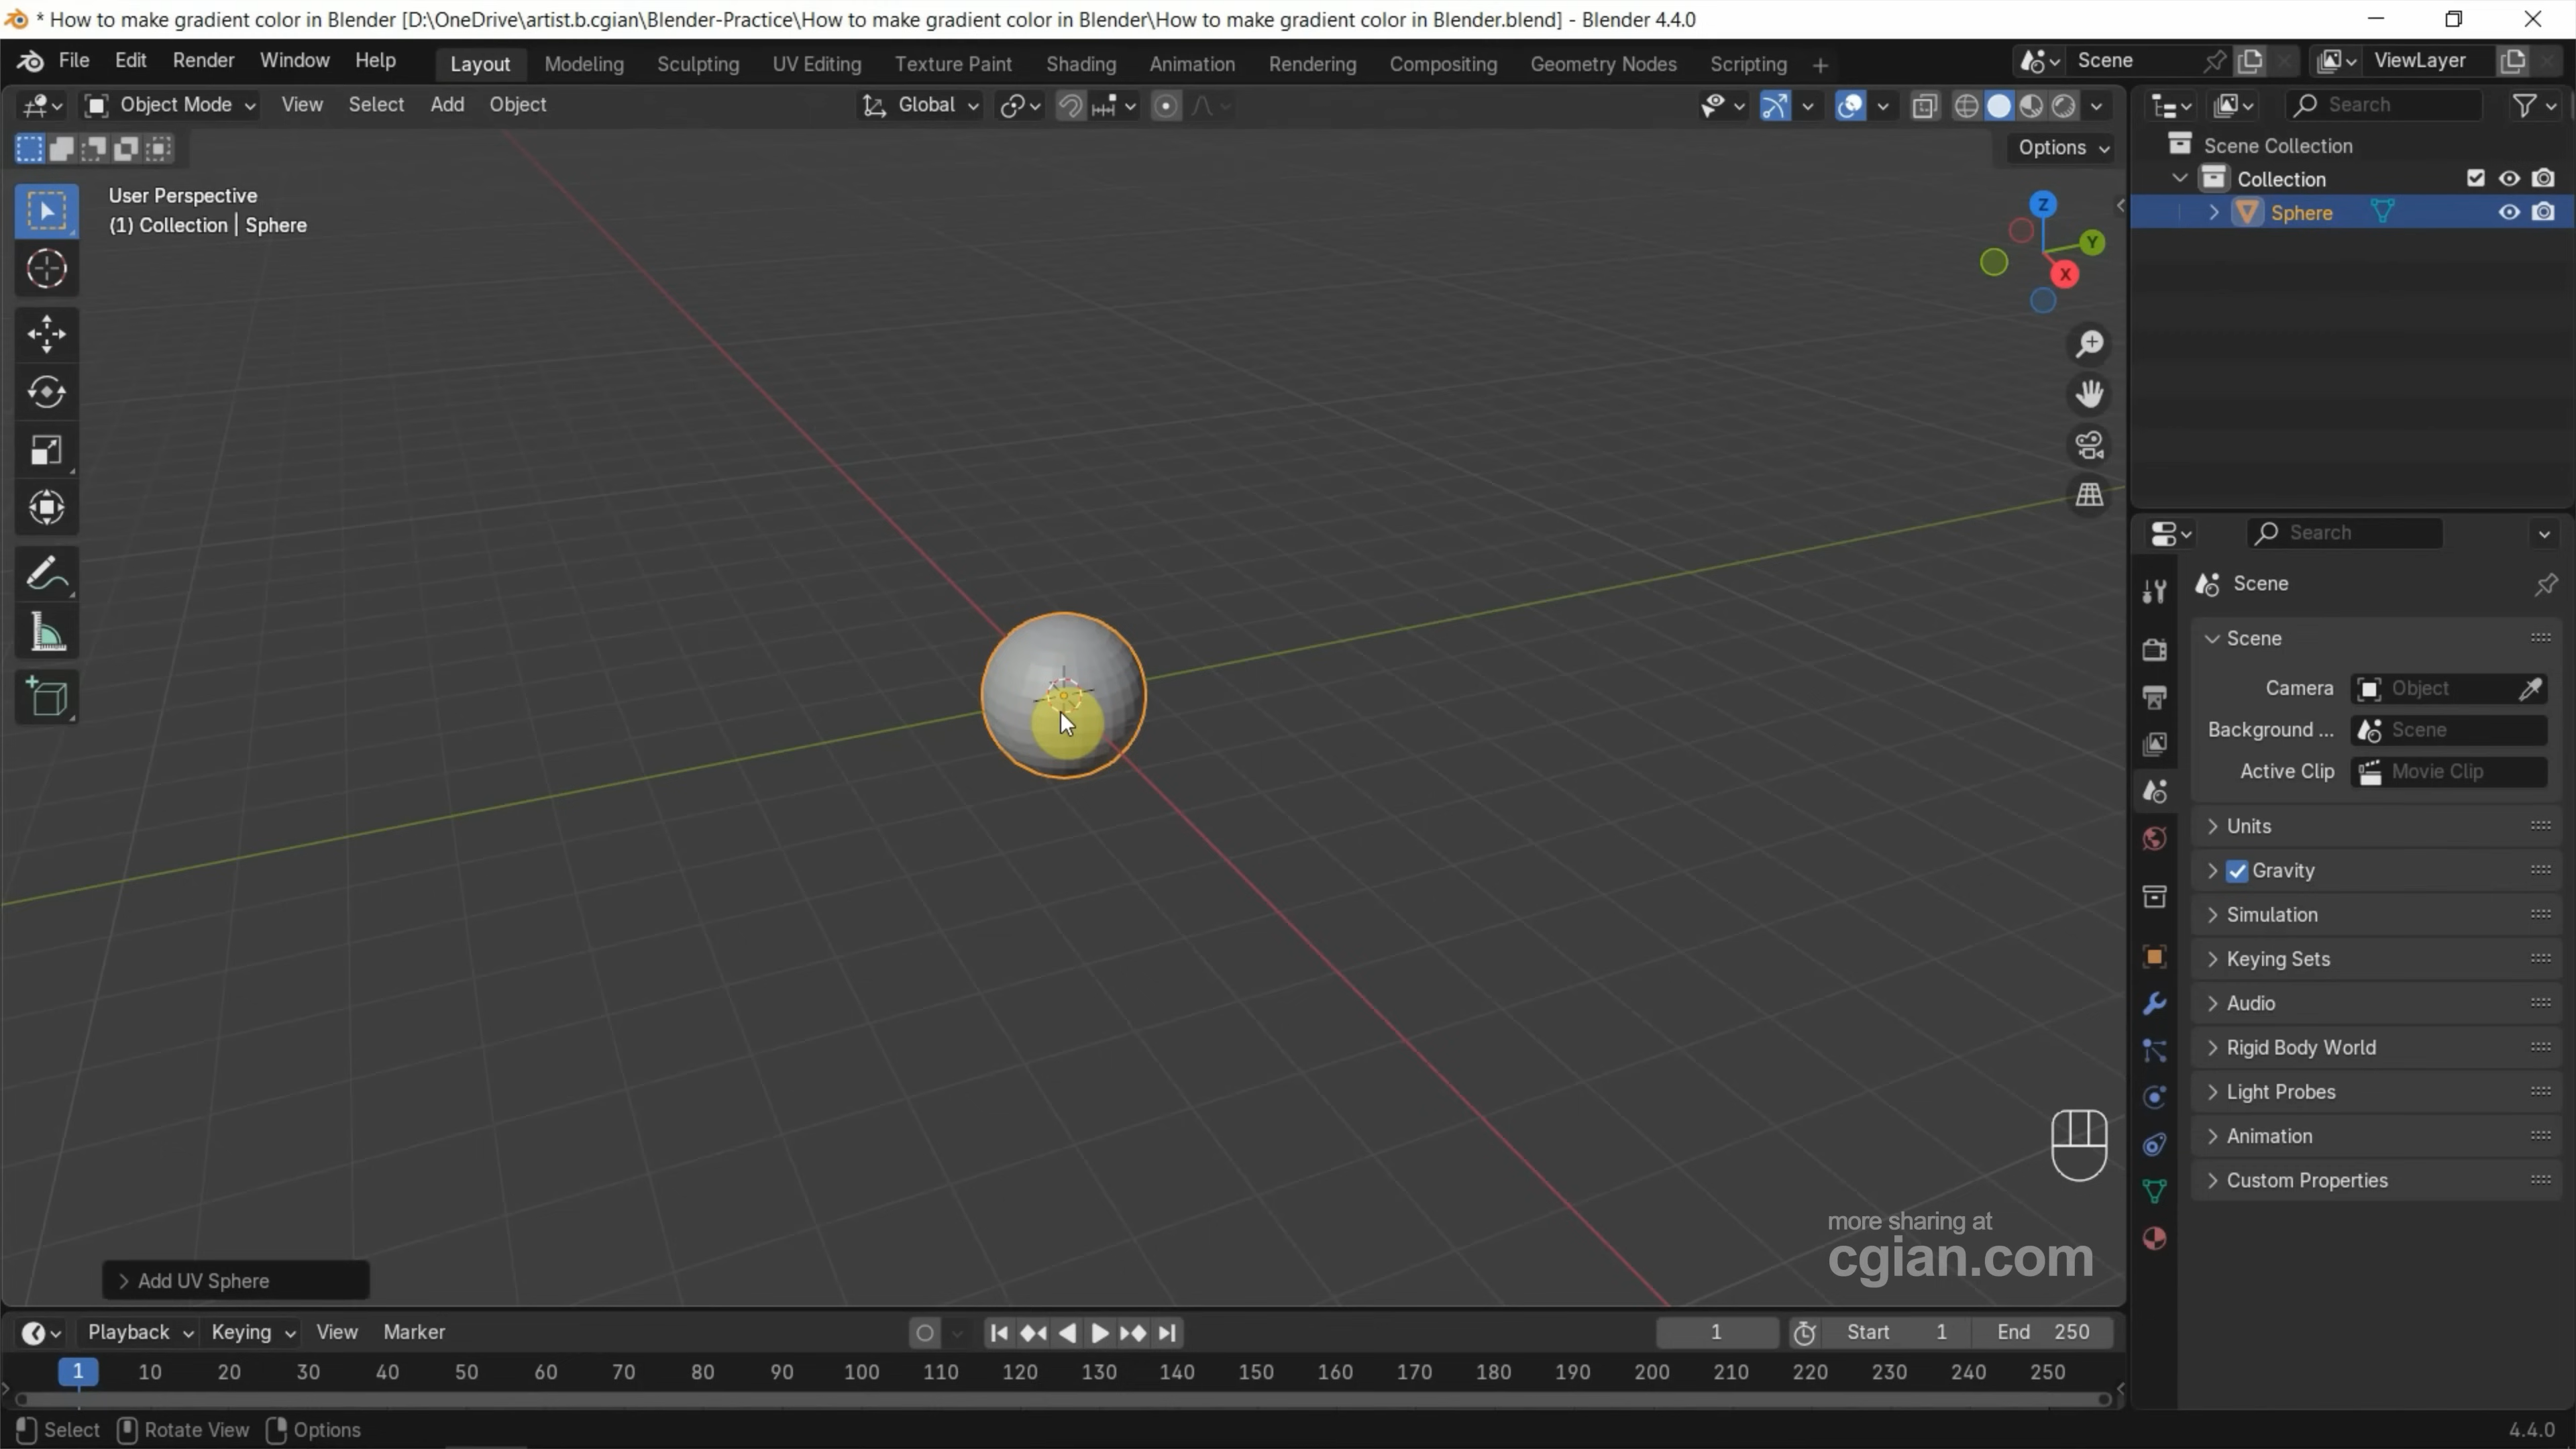 * How to make gradient color in Blender [D:\OneDrive\artist.b.cgian\Blender-Practice\How to make gradient color in Blender\How to make gradient color in Blender.blend] - Blender 4.4.0
File Edit Render Window Help Layout Modeling Sculpting UV Editing Texture Paint Shading Animation Rendering Compositing Geometry Nodes Scripting + Scene ViewLayer
Object Mode View Select Add Object Global Search
Options
Scene Collection
Collection
Sphere
User Perspective
(1) Collection | Sphere
Z
Y
X
Search
Scene
Scene
Camera Object
Background ... Scene
Active Clip Movie Clip
Units
Gravity
Simulation
Keying Sets
Audio
Rigid Body World
Light Probes
Animation
Custom Properties
more sharing at
cgian.com
Add UV Sphere
Playback Keying View Marker 1 Start 1 End 250
1 10 20 30 40 50 60 70 80 90 100 110 120 130 140 150 160 170 180 190 200 210 220 230 240 250
Select Rotate View Options 4.4.0